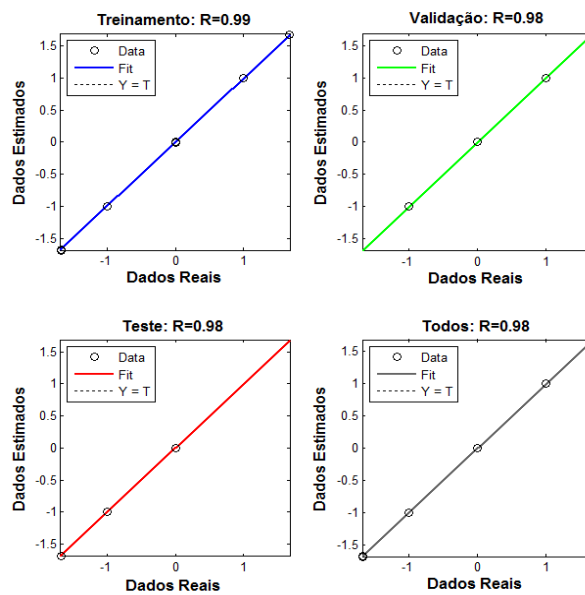 Treinamento: R=0.99
Data
Fit
Y = T
1.5
1
0.5
0
-0.5
-1
-1.5
Dados Estimados
-1 0 1
Dados Reais
Validação: R=0.98
Data
Fit
Y = T
1.5
1
0.5
0
-0.5
-1
-1.5
Dados Estimados
-1 0 1
Dados Reais
Teste: R=0.98
Data
Fit
Y = T
1.5
1
0.5
0
-0.5
-1
-1.5
Dados Estimados
-1 0 1
Dados Reais
Todos: R=0.98
Data
Fit
Y = T
1.5
1
0.5
0
-0.5
-1
-1.5
Dados Estimados
-1 0 1
Dados Reais